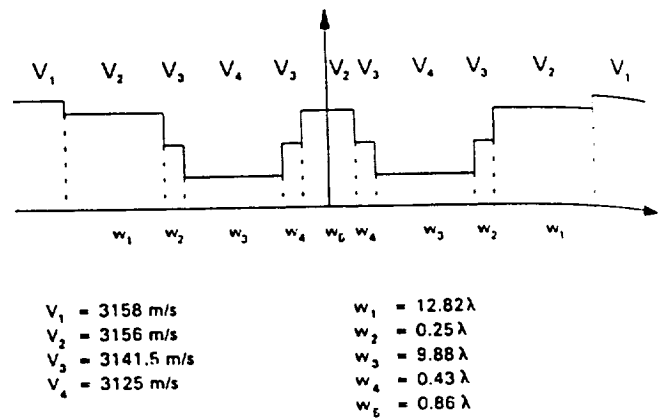 V₁ V₂ V₃ V₄ V₃ V₂ V₃ V₄ V₃ V₂ V₁
w₁ w₂ w₃ w₄ w₅ w₄ w₃ w₂ w₁
V₁ = 3158 m/s
V₂ = 3156 m/s
V₃ = 3141.5 m/s
V₄ = 3125 m/s
w₁ = 12.82λ
w₂ = 0.25λ
w₃ = 9.88λ
w₄ = 0.43λ
w₅ = 0.86λ